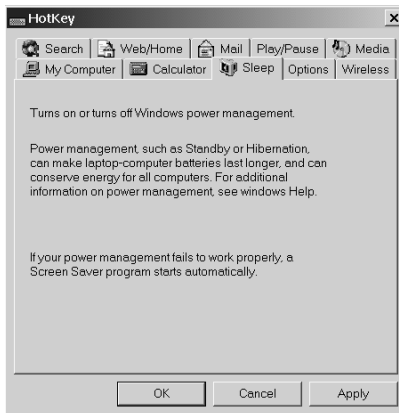 HotKey
Search Web/Home Mail Play/Pause Media
My Computer Calculator Sleep Options Wireless
Turns on or turns off Windows power management.
Power management, such as Standby or Hibernation,
can make laptop-computer batteries last longer, and can
conserve energy for all computers. For additional
information on power management, see windows Help.
If your power management fails to work properly, a
Screen Saver program starts automatically.
OK Cancel Apply